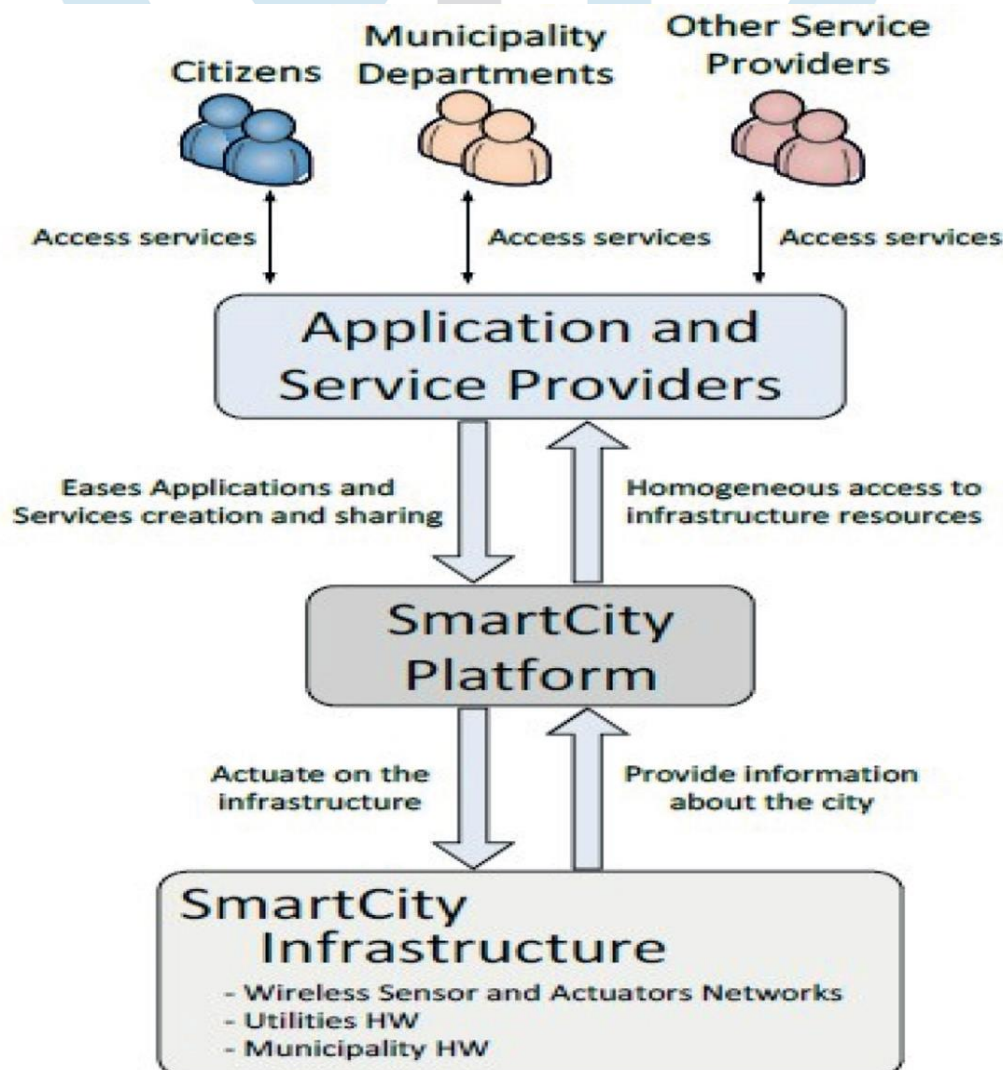 Citizens
Municipality
Departments
Other Service
Providers
Access services
Access services
Access services
Application and
Service Providers
Eases Applications and
Services creation and sharing
Homogeneous access to
infrastructure resources
SmartCity
Platform
Actuate on the
infrastructure
Provide information
about the city
SmartCity
Infrastructure
- Wireless Sensor and Actuators Networks
- Utilities HW
- Municipality HW